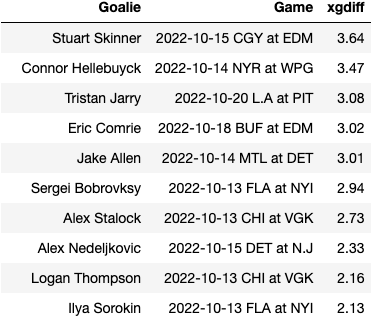 Goalie Game xgdiff
Stuart Skinner 2022-10-15 CGY at EDM 3.64
Connor Hellebuyck 2022-10-14 NYR at WPG 3.47
Tristan Jarry 2022-10-20 L.A at PIT 3.08
Eric Comrie 2022-10-18 BUF at EDM 3.02
Jake Allen 2022-10-14 MTL at DET 3.01
Sergei Bobrovksy 2022-10-13 FLA at NYI 2.94
Alex Stalock 2022-10-13 CHI at VGK 2.73
Alex Nedeljkovic 2022-10-15 DET at N.J 2.33
Logan Thompson 2022-10-13 CHI at VGK 2.16
Ilya Sorokin 2022-10-13 FLA at NYI 2.13